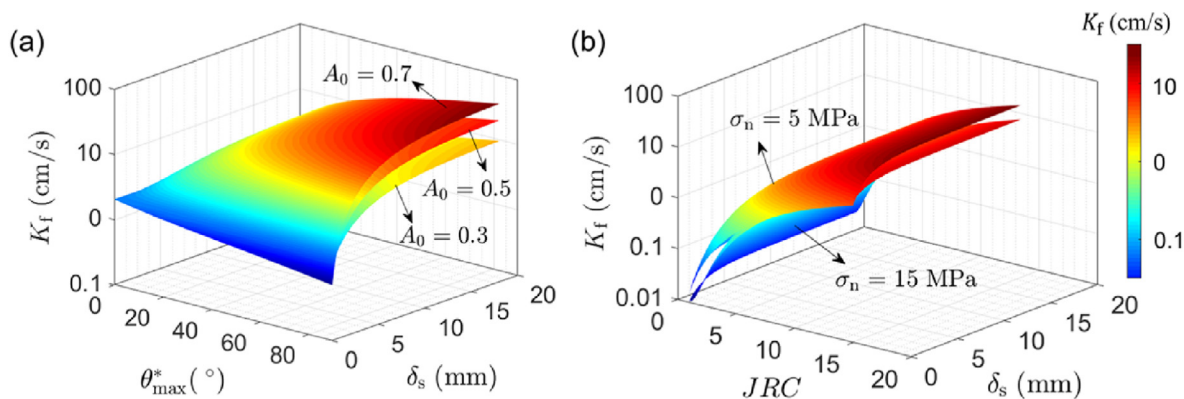 (a)
K_f (cm/s)
100
10
0
0.1
A_0 = 0.7
A_0 = 0.5
A_0 = 0.3
0
20
40
60
80
θ*_max(°)
0
5
10
15
20
δ_s (mm)
(b)
K_f (cm/s)
100
10
0
0.1
0.01
σ_n = 5 MPa
σ_n = 15 MPa
0
5
10
15
20
JRC
0
5
10
15
20
δ_s (mm)
K_f (cm/s)
10
0
0.1